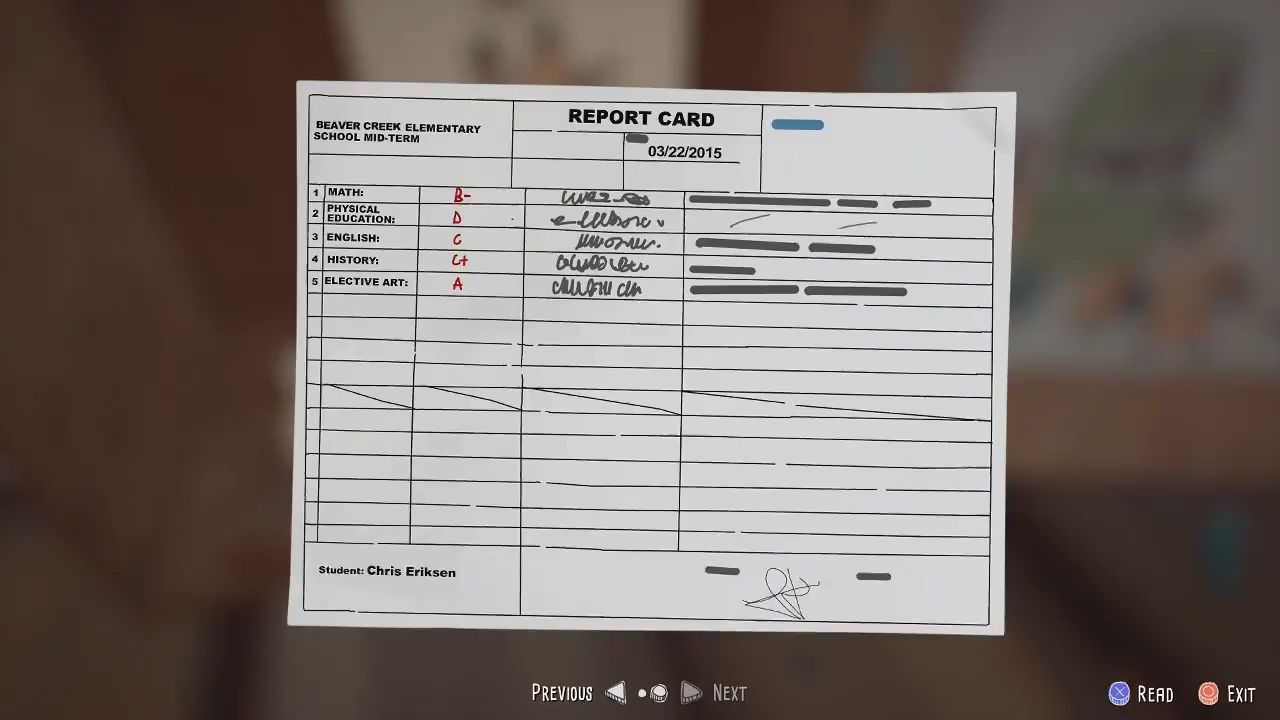 REPORT CARD
BEAVER CREEK ELEMENTARY
SCHOOL MID-TERM
03/22/2015
1 MATH: B-
2 PHYSICAL
EDUCATION: D
3 ENGLISH: C
4 HISTORY: C+
5 ELECTIVE ART: A
Student: Chris Eriksen
PREVIOUS NEXT
READ EXIT